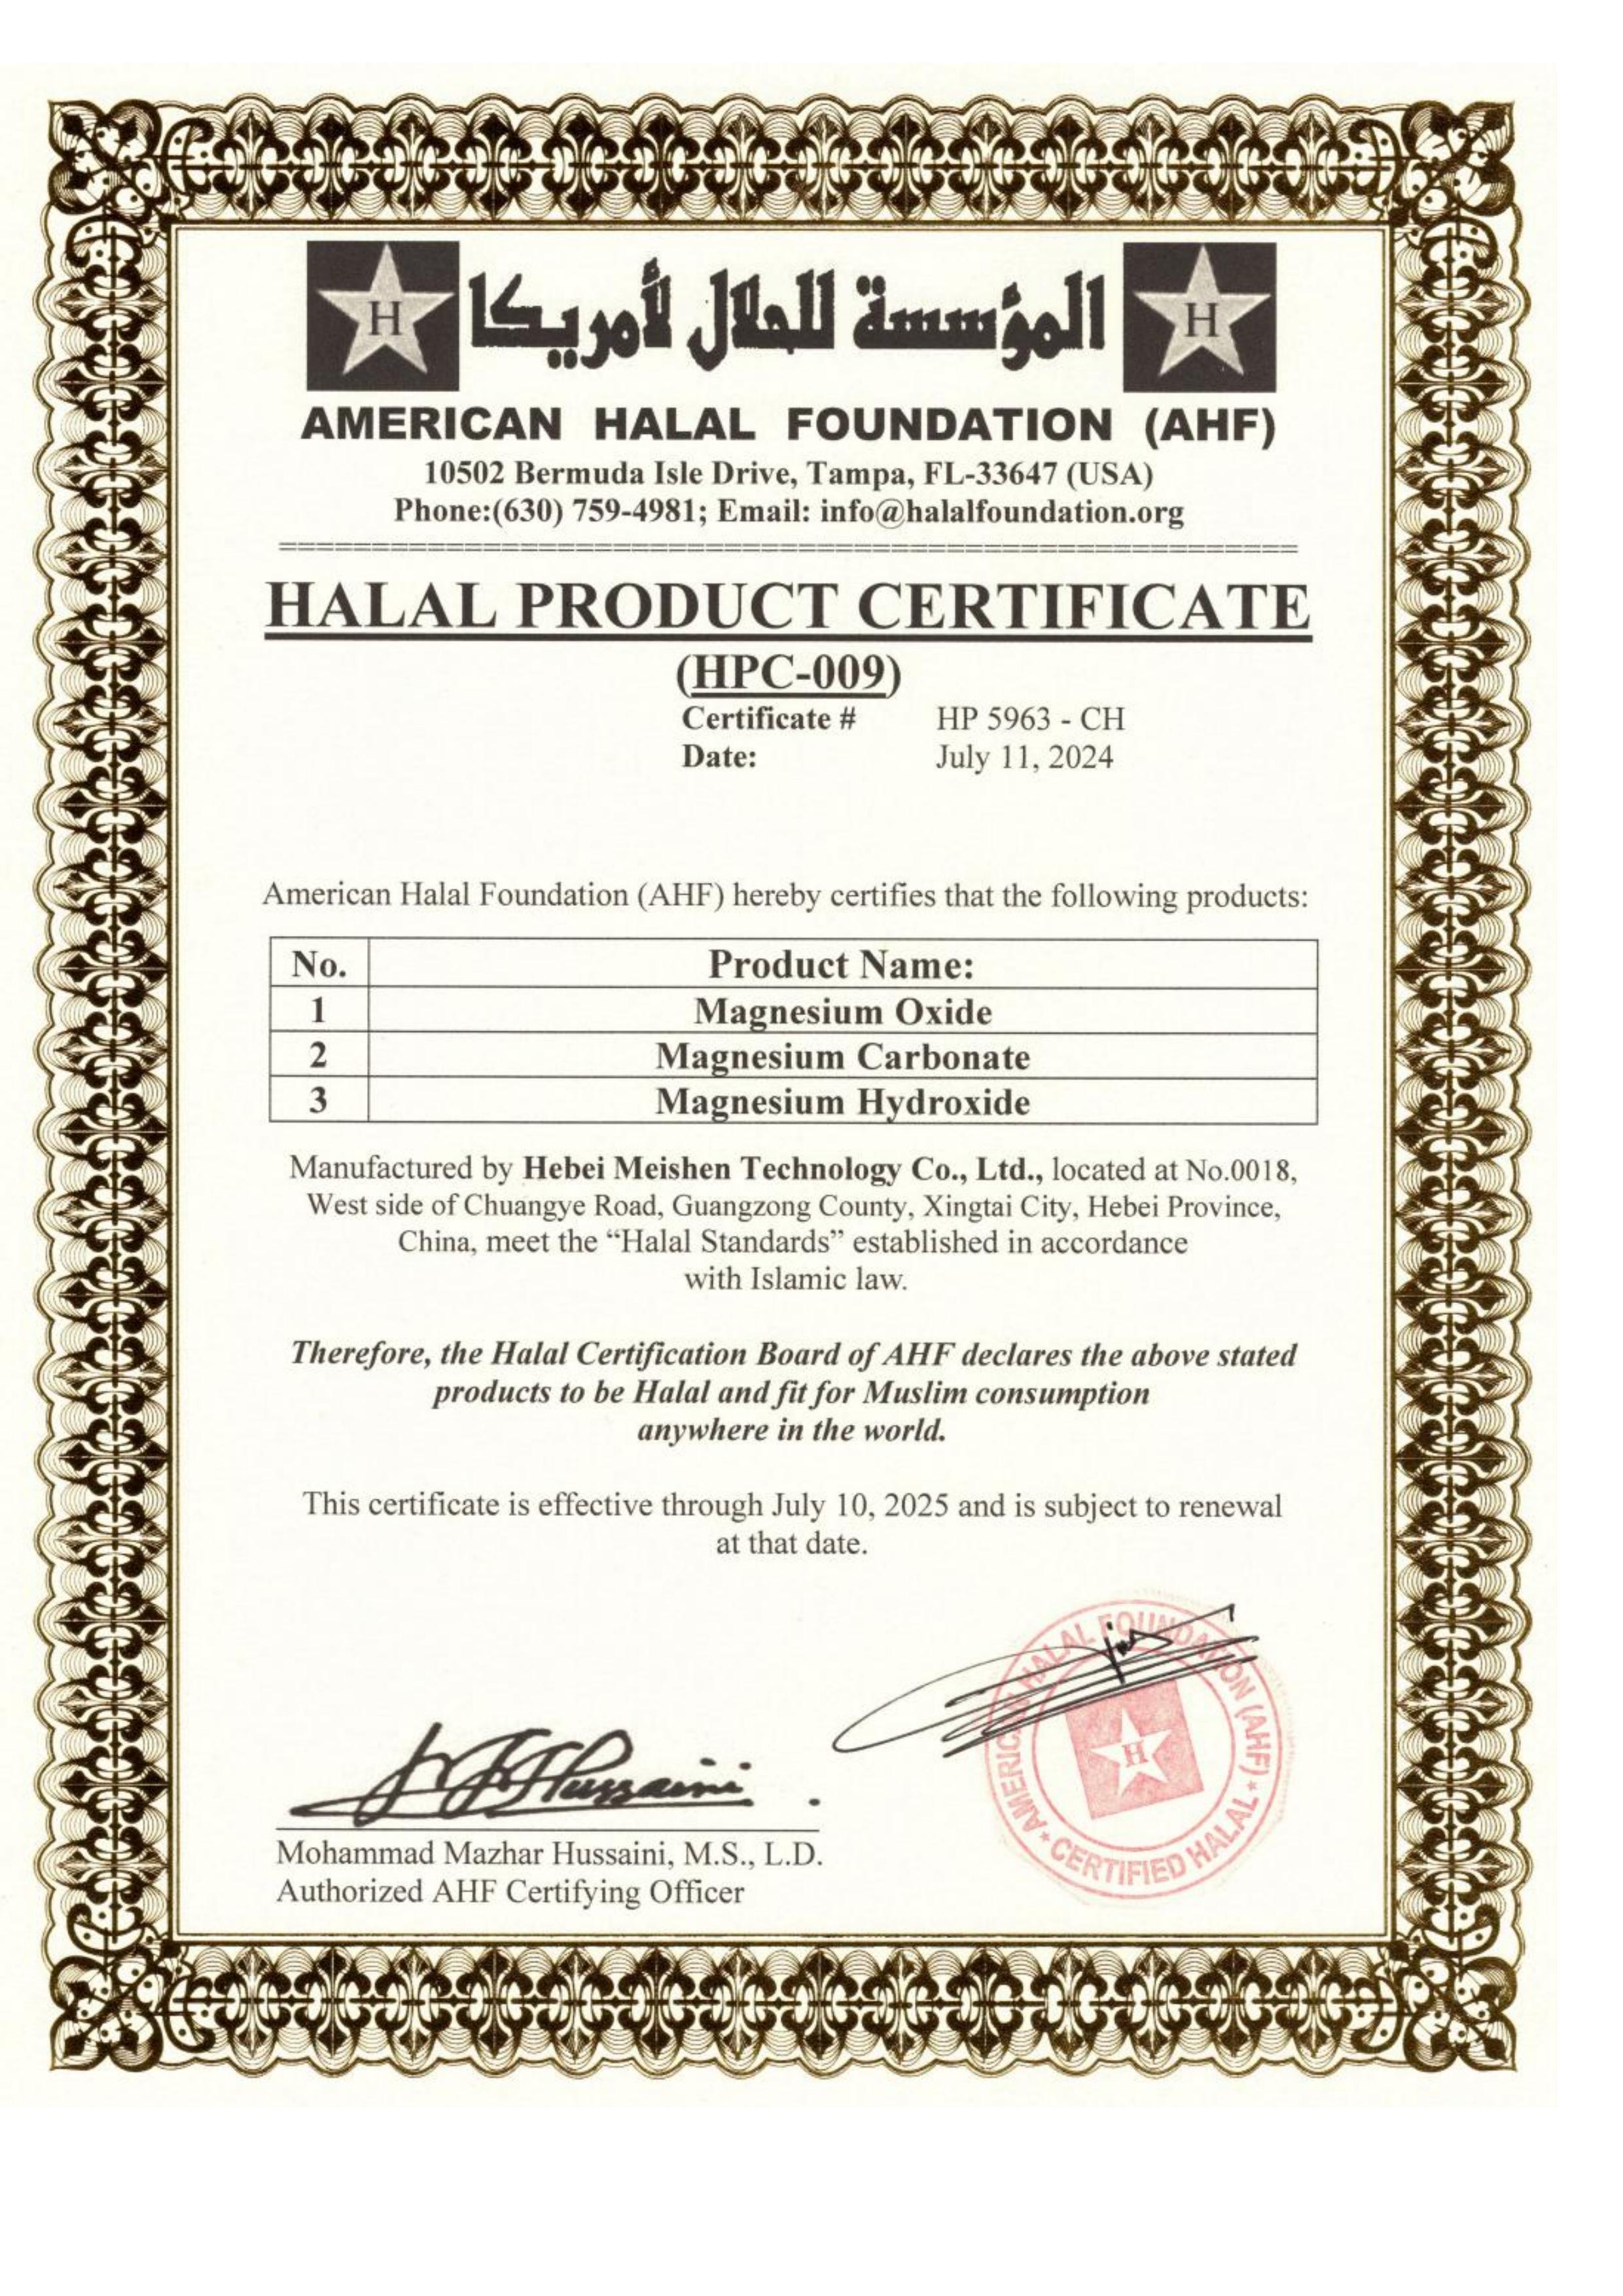 H المؤسسة للحلال لأمريكا H
AMERICAN HALAL FOUNDATION (AHF)
10502 Bermuda Isle Drive, Tampa, FL-33647 (USA)
Phone:(630) 759-4981; Email: info@halalfoundation.org
HALAL PRODUCT CERTIFICATE
(HPC-009)
Certificate # HP 5963 - CH
Date: July 11, 2024
American Halal Foundation (AHF) hereby certifies that the following products:
No. Product Name:
1 Magnesium Oxide
2 Magnesium Carbonate
3 Magnesium Hydroxide
Manufactured by Hebei Meishen Technology Co., Ltd., located at No.0018,
West side of Chuangye Road, Guangzong County, Xingtai City, Hebei Province,
China, meet the “Halal Standards” established in accordance
with Islamic law.
Therefore, the Halal Certification Board of AHF declares the above stated
products to be Halal and fit for Muslim consumption
anywhere in the world.
This certificate is effective through July 10, 2025 and is subject to renewal
at that date.
AMERICAN HALAL FOUNDATION (AHF)
H
* CERTIFIED HALAL *
Hussaini
Mohammad Mazhar Hussaini, M.S., L.D.
Authorized AHF Certifying Officer